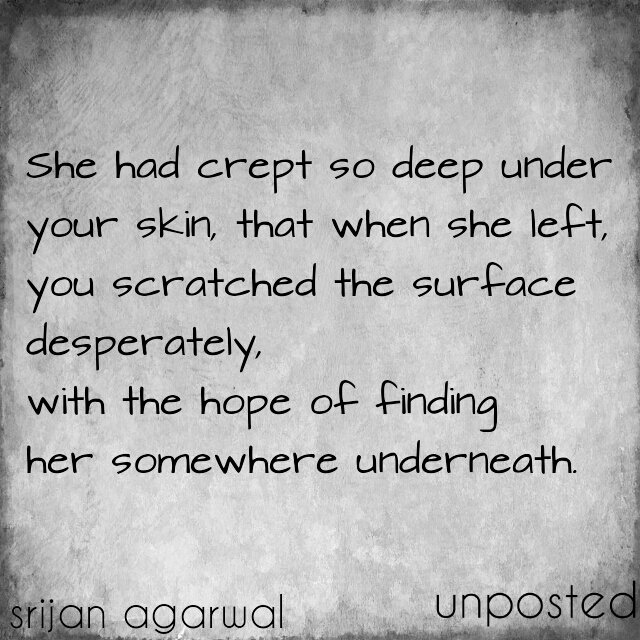 She had crept so deep under
your skin, that when she left,
you scratched the surface
desperately,
with the hope of finding
her somewhere underneath.
srijan agarwal
unposted